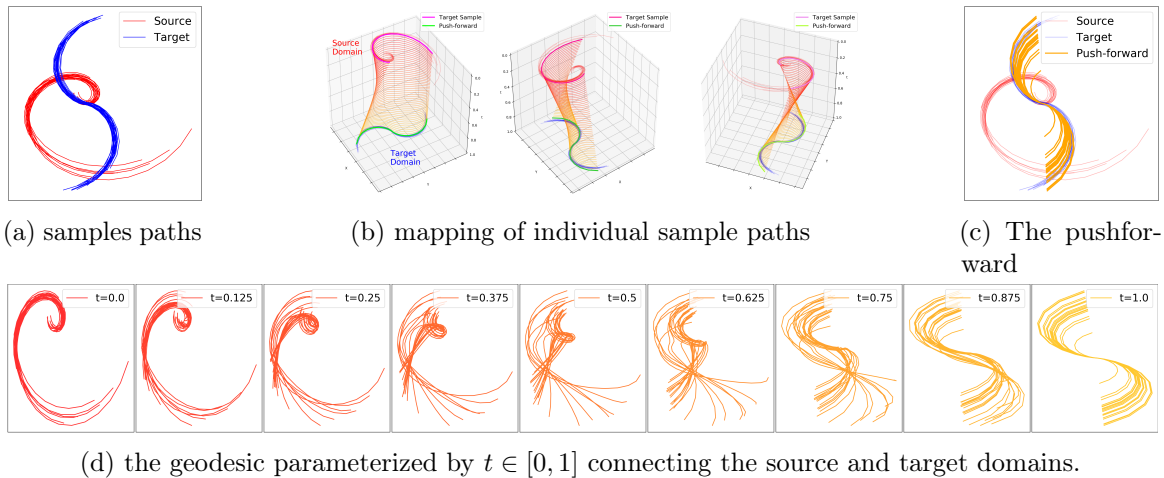 Source
Target
Target Sample
Push-forward
Source
Domain
Target
Domain
Target Sample
Push-forward
Target Sample
Push-forward
Source
Target
Push-forward
(a) samples paths
(b) mapping of individual sample paths
(c) The pushfor-
ward
t=0.0
t=0.125
t=0.25
t=0.375
t=0.5
t=0.625
t=0.75
t=0.875
t=1.0
(d) the geodesic parameterized by t ∈ [0, 1] connecting the source and target domains.